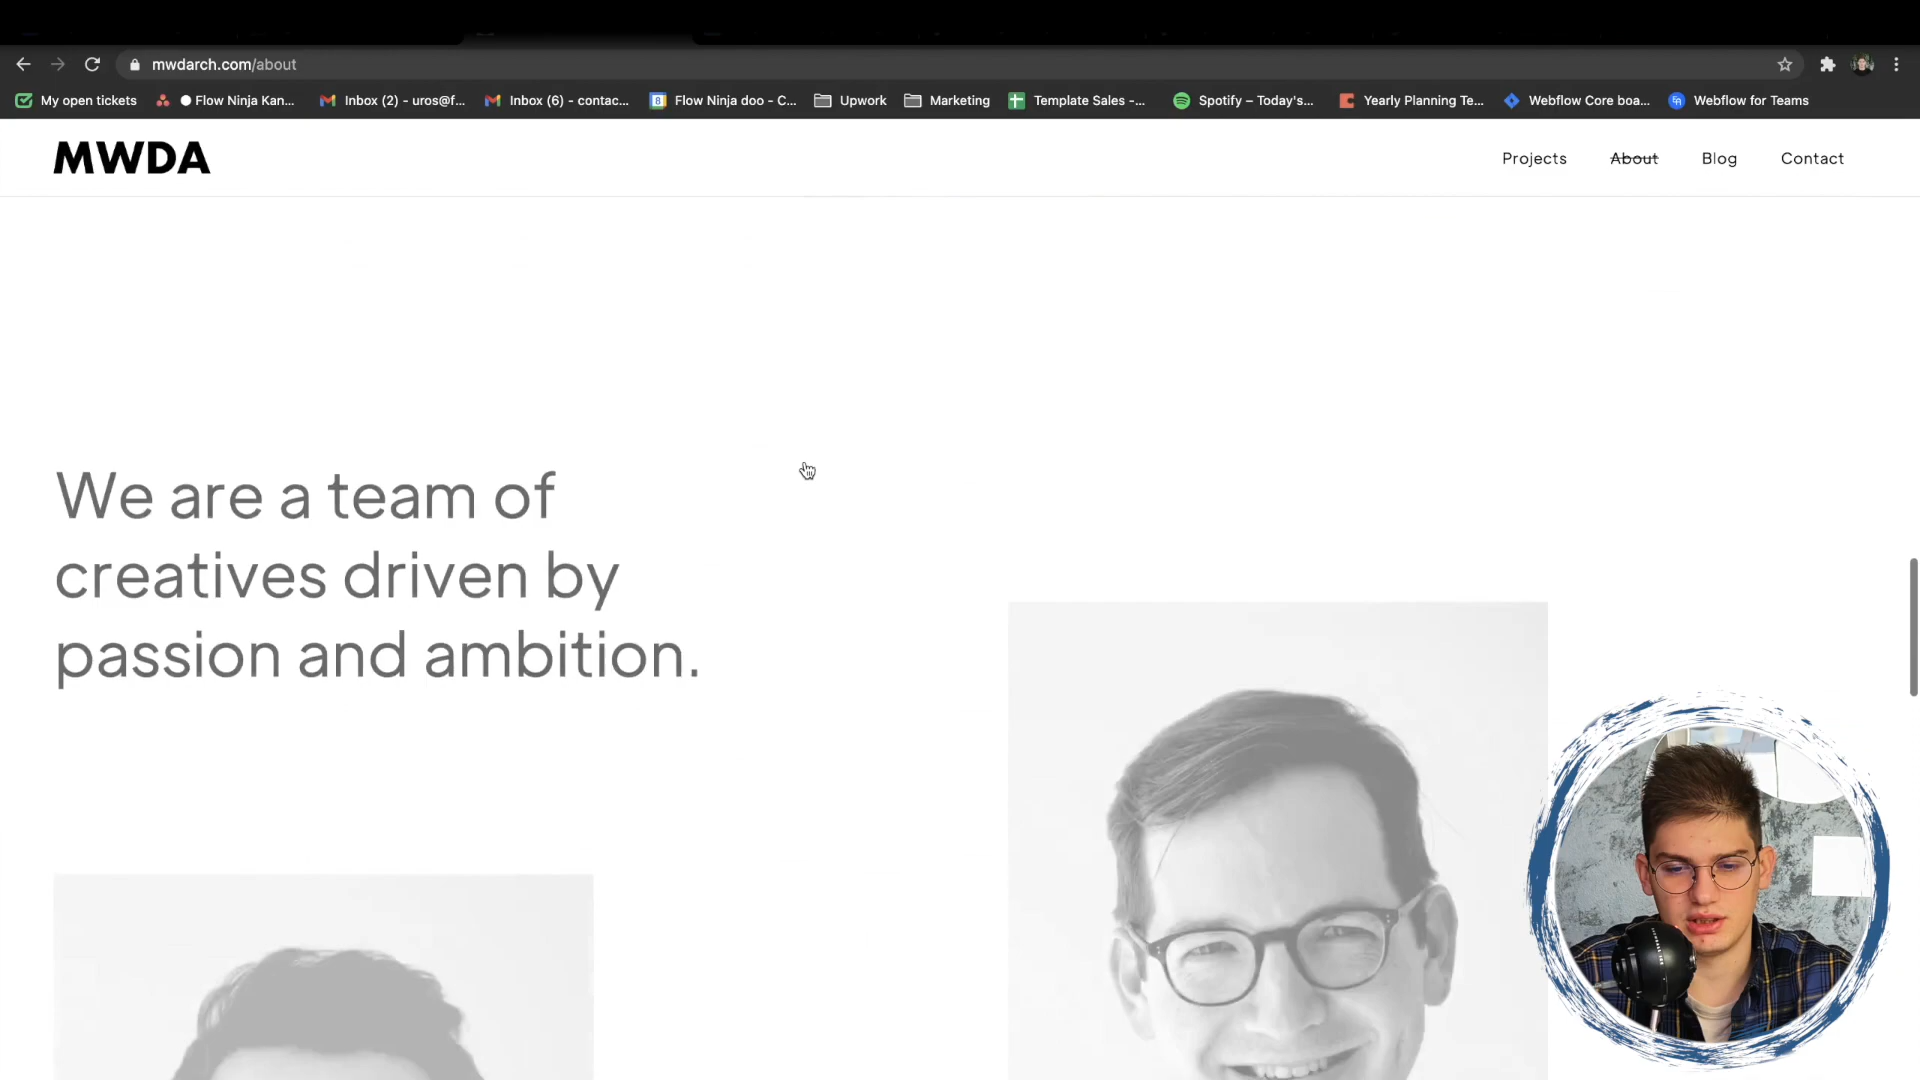 mwdarch.com/about
My open tickets
Flow Ninja Kan...
Inbox (2) - uros@f...
Inbox (6) - contac...
8
Flow Ninja doo - C...
Upwork
Marketing
Template Sales -...
Spotify – Today's...
Yearly Planning Te...
Webflow Core boa...
Webflow for Teams
MWDA
Projects
About
Blog
Contact
We are a team of
creatives driven by
passion and ambition.